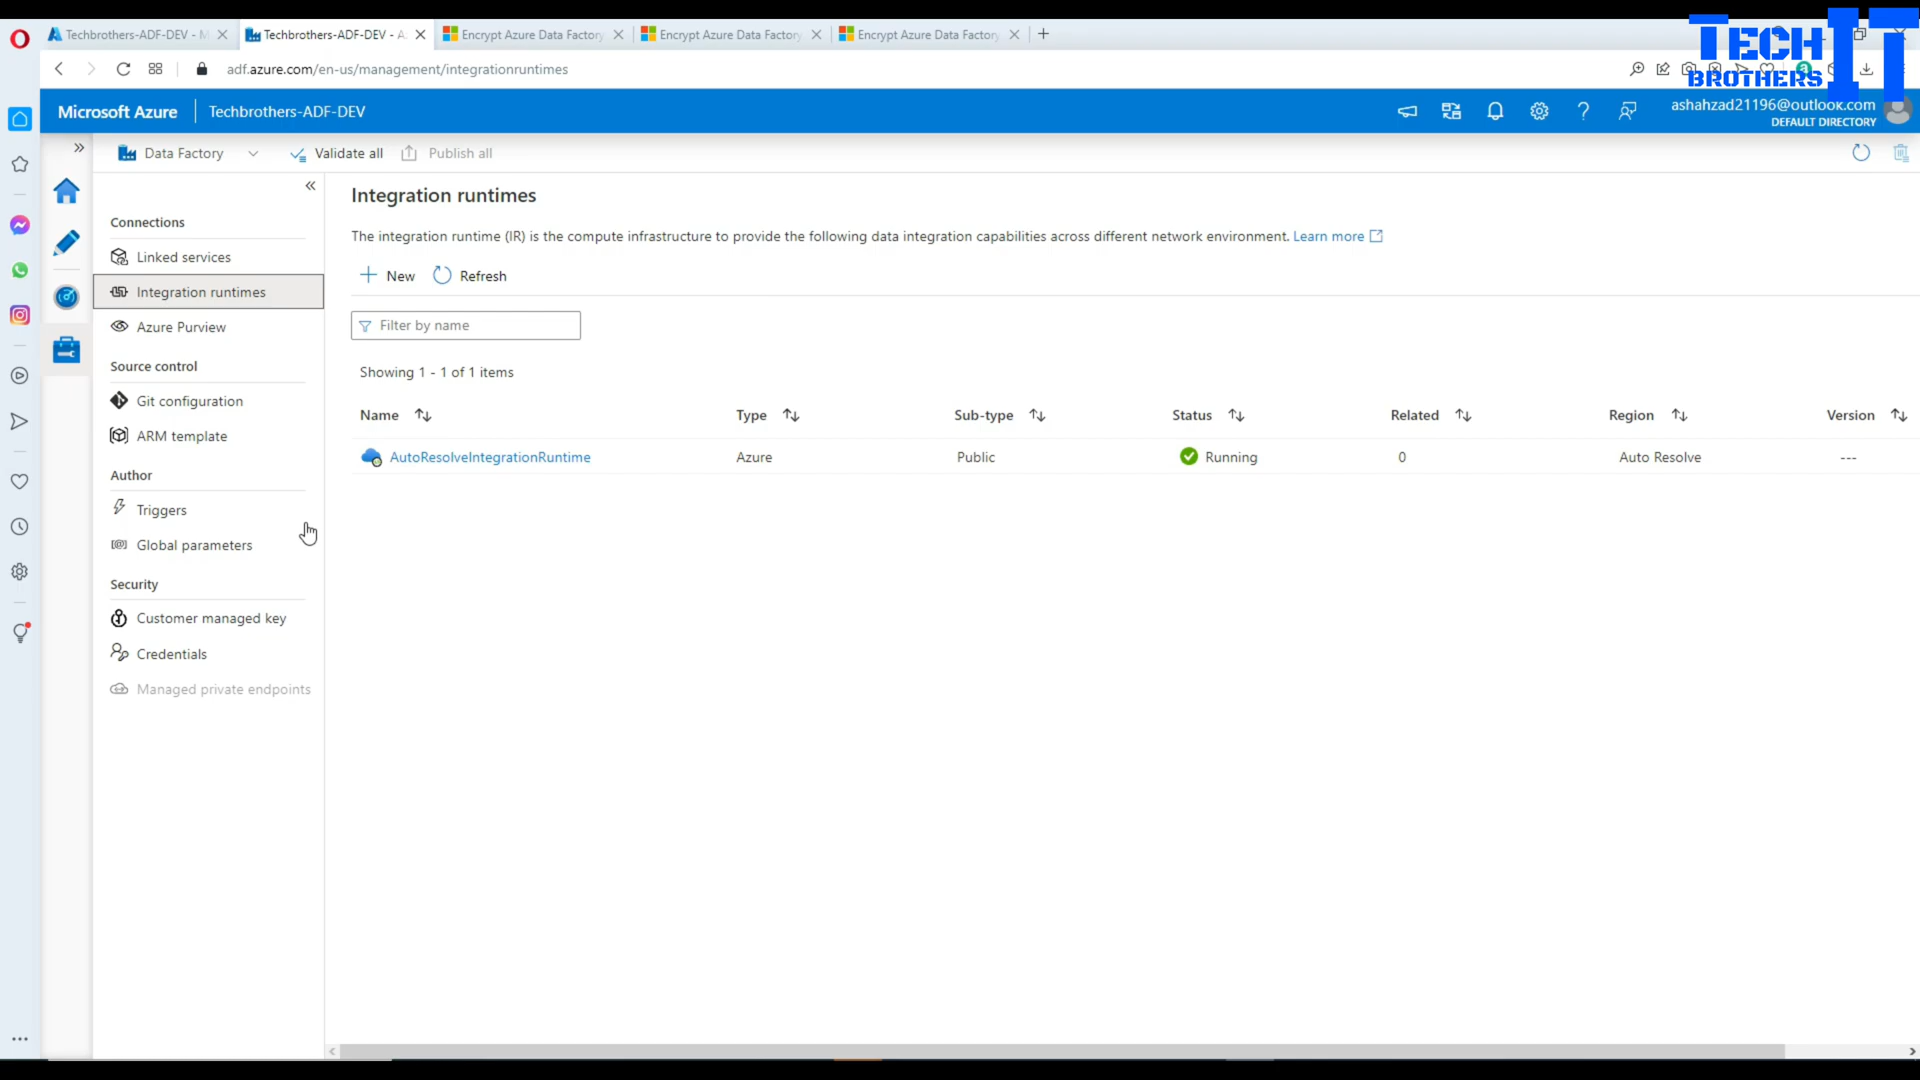 Techbrothers-ADF-DEV - M
Techbrothers-ADF-DEV - A
Encrypt Azure Data Factory
Encrypt Azure Data Factory
Encrypt Azure Data Factory
TECH BROTHERS IT
adf.azure.com/en-us/management/integrationruntimes
Microsoft Azure
Techbrothers-ADF-DEV
ashahzad21196@outlook.com
DEFAULT DIRECTORY
Data Factory
Validate all
Publish all
Connections
Linked services
Integration runtimes
Azure Purview
Source control
Git configuration
ARM template
Author
Triggers
Global parameters
Security
Customer managed key
Credentials
Managed private endpoints
Integration runtimes
The integration runtime (IR) is the compute infrastructure to provide the following data integration capabilities across different network environment. Learn more
New
Refresh
Filter by name
Showing 1 - 1 of 1 items
Name Type Sub-type Status Related Region Version
AutoResolveIntegrationRuntime Azure Public Running 0 Auto Resolve ---